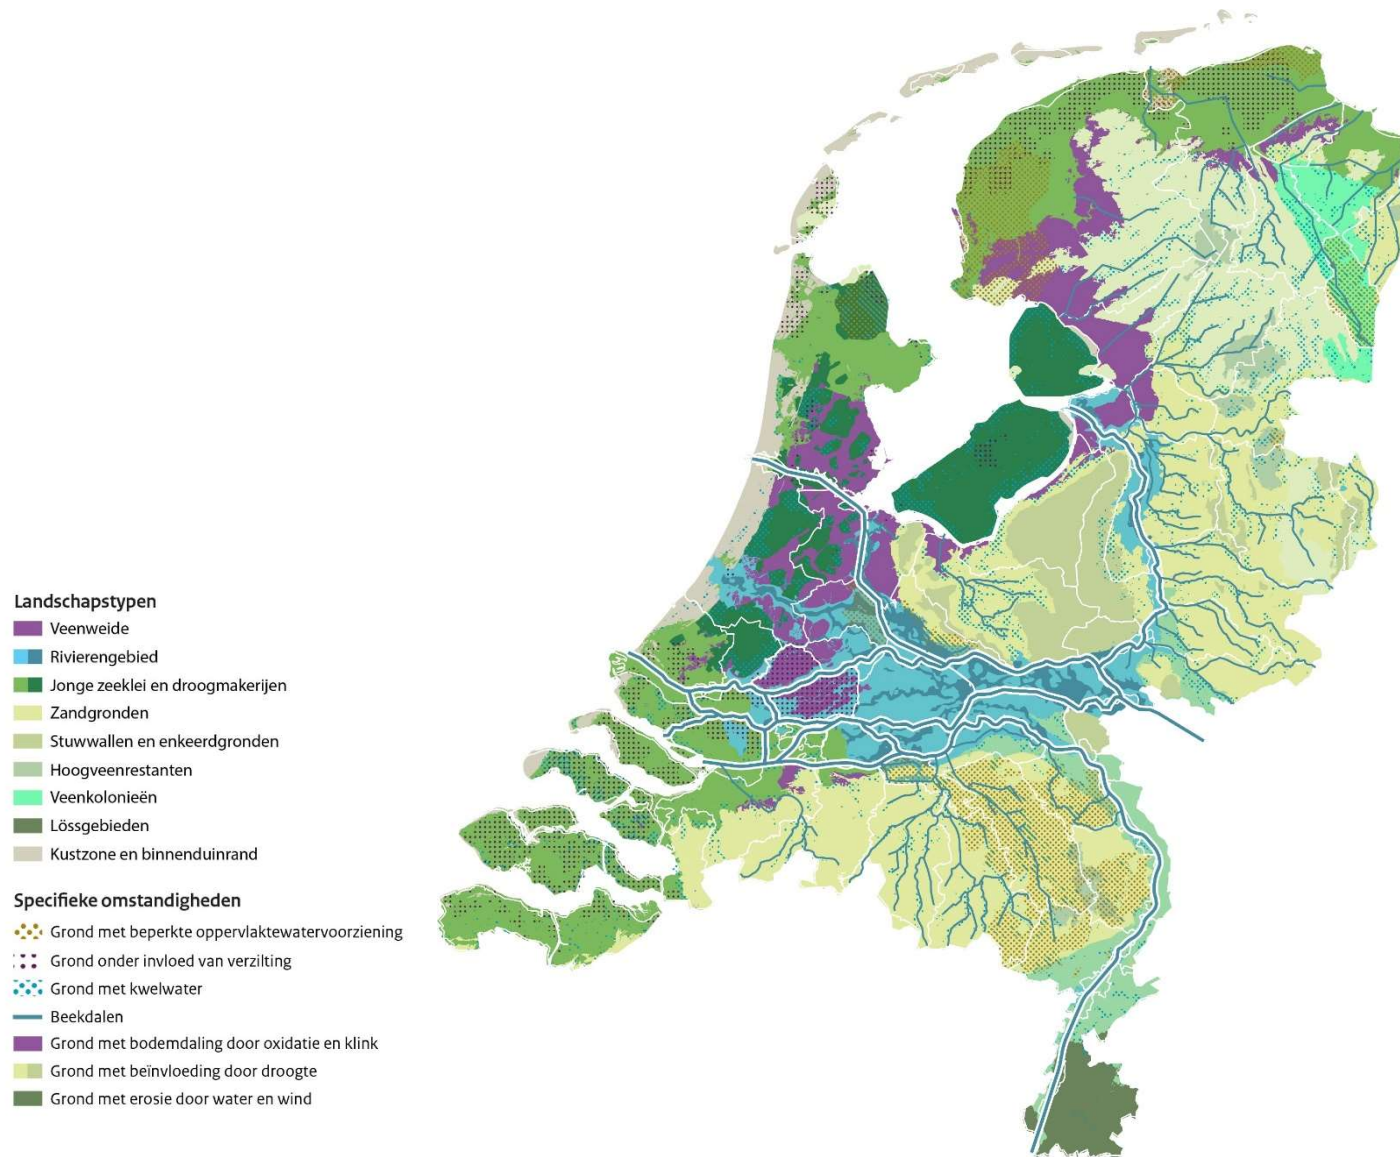 Landschapstypen
Veenweide
Rivierengebied
Jonge zeeklei en droogmakerijen
Zandgronden
Stuwwallen en enkeerdgronden
Hoogveenrestanten
Veenkolonieën
Lössgebieden
Kustzone en binnenduinrand
Specifieke omstandigheden
Grond met beperkte oppervlaktewatervoorziening
Grond onder invloed van verzilting
Grond met kwelwater
Beekdalen
Grond met bodemdaling door oxidatie en klink
Grond met beïnvloeding door droogte
Grond met erosie door water en wind